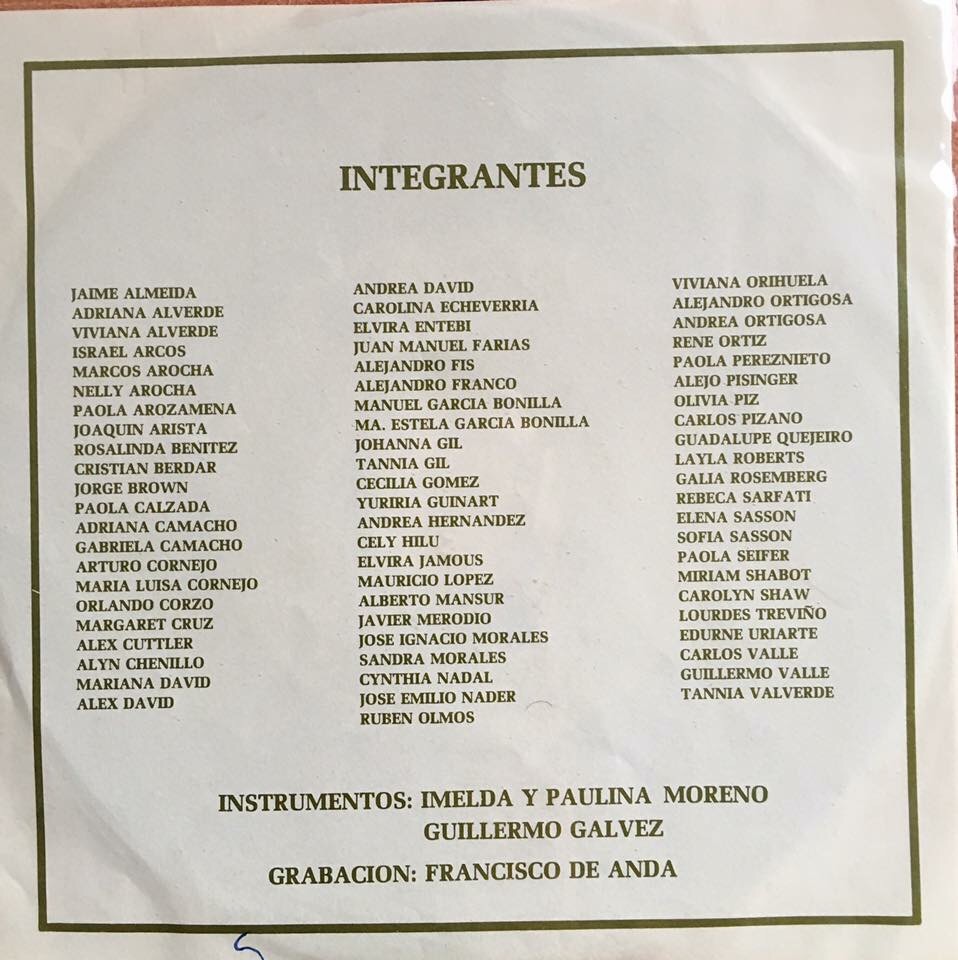 INTEGRANTES
JAIME ALMEIDA
ADRIANA ALVERDE
VIVIANA ALVERDE
ISRAEL ARCOS
MARCOS AROCHA
NELLY AROCHA
PAOLA AROZAMENA
JOAQUIN ARISTA
ROSALINDA BENITEZ
CRISTIAN BERDAR
JORGE BROWN
PAOLA CALZADA
ADRIANA CAMACHO
GABRIELA CAMACHO
ARTURO CORNEJO
MARIA LUISA CORNEJO
ORLANDO CORZO
MARGARET CRUZ
ALEX CUTTLER
ALYN CHENILLO
MARIANA DAVID
ALEX DAVID
ANDREA DAVID
CAROLINA ECHEVERRIA
ELVIRA ENTEBI
JUAN MANUEL FARIAS
ALEJANDRO FIS
ALEJANDRO FRANCO
MANUEL GARCIA BONILLA
MA. ESTELA GARCIA BONILLA
JOHANNA GIL
TANNIA GIL
CECILIA GOMEZ
YURIRIA GUINART
ANDREA HERNANDEZ
CELY HILU
ELVIRA JAMOUS
MAURICIO LOPEZ
ALBERTO MANSUR
JAVIER MERODIO
JOSE IGNACIO MORALES
SANDRA MORALES
CYNTHIA NADAL
JOSE EMILIO NADER
RUBEN OLMOS
VIVIANA ORIHUELA
ALEJANDRO ORTIGOSA
ANDREA ORTIGOSA
RENE ORTIZ
PAOLA PEREZNIETO
ALEJO PISINGER
OLIVIA PIZ
CARLOS PIZANO
GUADALUPE QUEJEIRO
LAYLA ROBERTS
GALIA ROSEMBERG
REBECA SARFATI
ELENA SASSON
SOFIA SASSON
PAOLA SEIFER
MIRIAM SHABOT
CAROLYN SHAW
LOURDES TREVIÑO
EDURNE URIARTE
CARLOS VALLE
GUILLERMO VALLE
TANNIA VALVERDE
INSTRUMENTOS: IMELDA Y PAULINA MORENO
GUILLERMO GALVEZ
GRABACION: FRANCISCO DE ANDA